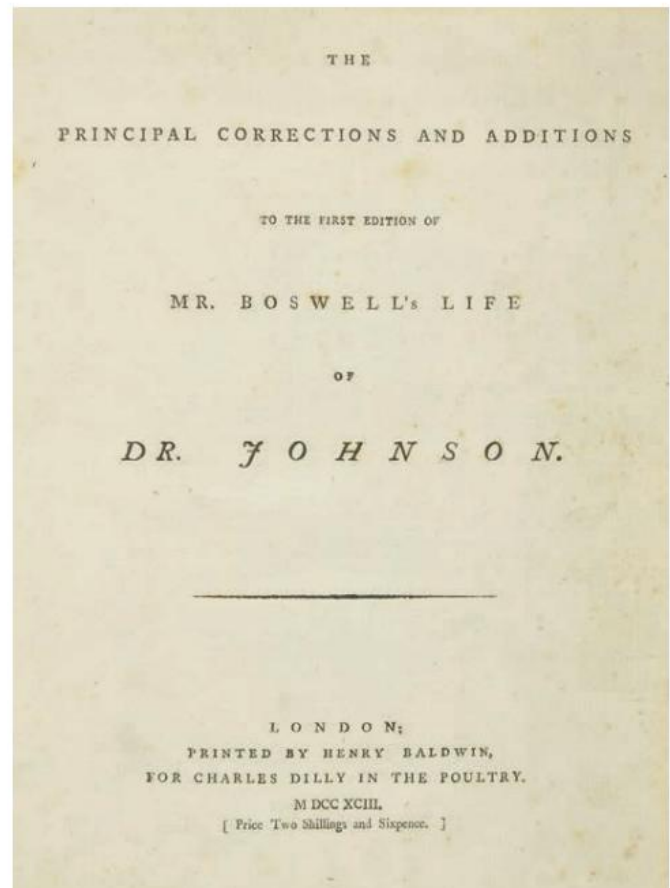 THE
PRINCIPAL CORRECTIONS AND ADDITIONS
TO THE FIRST EDITION OF
MR. BOSWELL's LIFE
OF
DR. JOHNSON.
LONDON;
PRINTED BY HENRY BALDWIN,
FOR CHARLES DILLY IN THE POULTRY.
M DCC XCIII.
[ Price Two Shillings and Sixpence. ]